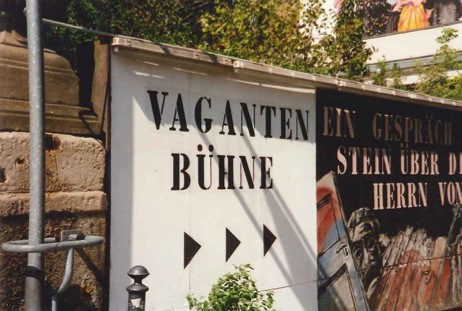 VAGANTEN
BÜHNE
EIN GESPRÄCH
STEIN ÜBER
HERRN VON